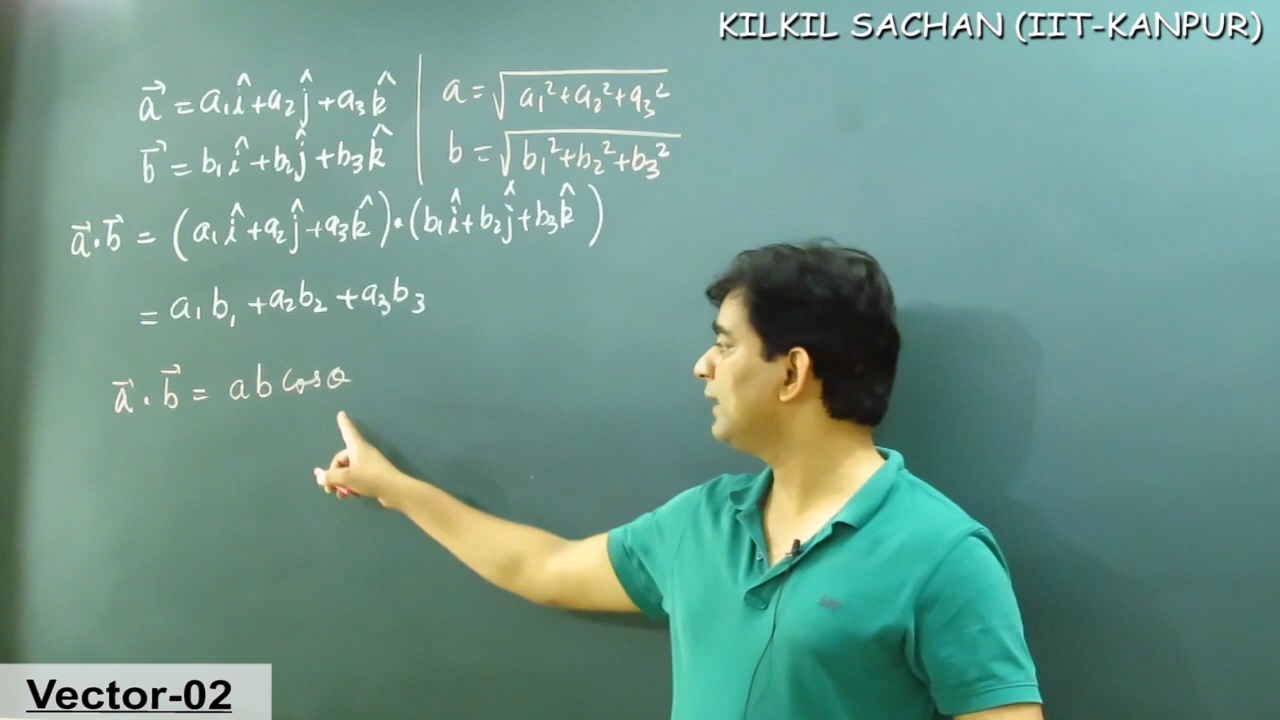 KILKIL SACHAN (IIT-KANPUR)
a⃗ = a₁î + a₂ĵ + a₃k̂
b⃗ = b₁î + b₂ĵ + b₃k̂
a = √(a₁² + a₂² + a₃²)
b = √(b₁² + b₂² + b₃²)
a⃗.b⃗ = (a₁î + a₂ĵ + a₃k̂).(b₁î + b₂ĵ + b₃k̂)
= a₁b₁ + a₂b₂ + a₃b₃
a⃗.b⃗ = ab cosθ
Vector-02